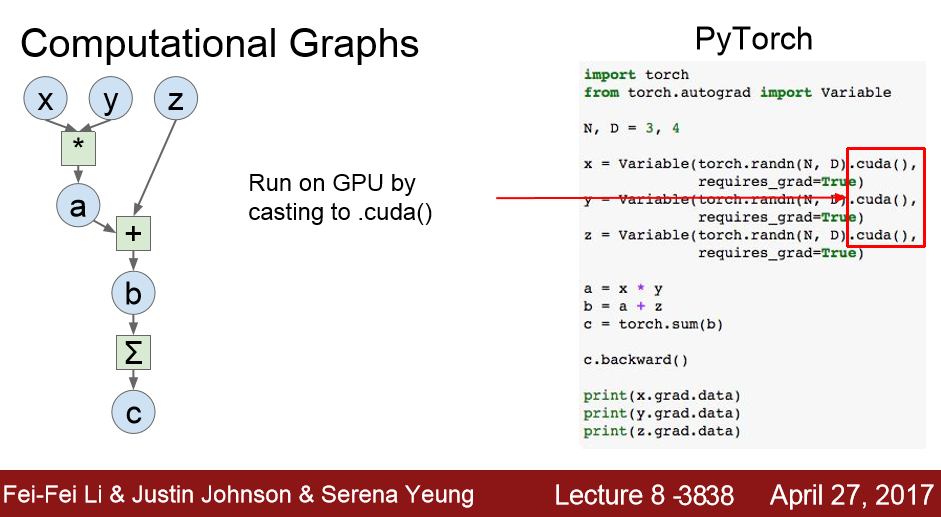 Computational Graphs
x y z
*
a
+
b
Σ
c
Run on GPU by
casting to .cuda()
PyTorch
import torch
from torch.autograd import Variable
N, D = 3, 4
x = Variable(torch.randn(N, D).cuda(),
requires_grad=True)
y = Variable(torch.randn(N, D).cuda(),
requires_grad=True)
z = Variable(torch.randn(N, D).cuda(),
requires_grad=True)
a = x * y
b = a + z
c = torch.sum(b)
c.backward()
print(x.grad.data)
print(y.grad.data)
print(z.grad.data)
Fei-Fei Li & Justin Johnson & Serena Yeung Lecture 8 -3838 April 27, 2017